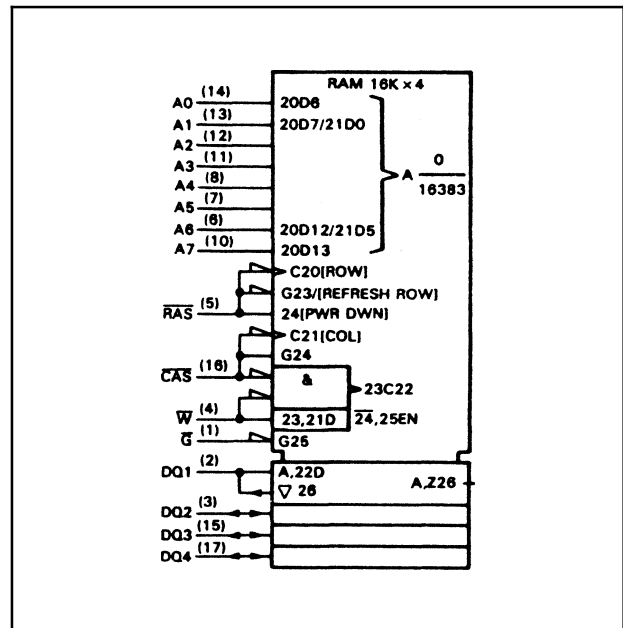 RAM 16K × 4
A0 (14) 20D6
A1 (13) 20D7/21D0
A2 (12)
A3 (11)
A4 (8)
A5 (7)
A6 (6) 20D12/21D5
A7 (10) 20D13
A 0/16383
C20[ROW]
G23/[REFRESH ROW]
RAS (5) 24[PWR DWN]
C21[COL]
G24
CAS (16) & 23C22
W (4) 23,21D 24,25EN
G (1) G25
DQ1 (2) A,22D
▽ 26 A,Z26
DQ2 (3)
DQ3 (15)
DQ4 (17)